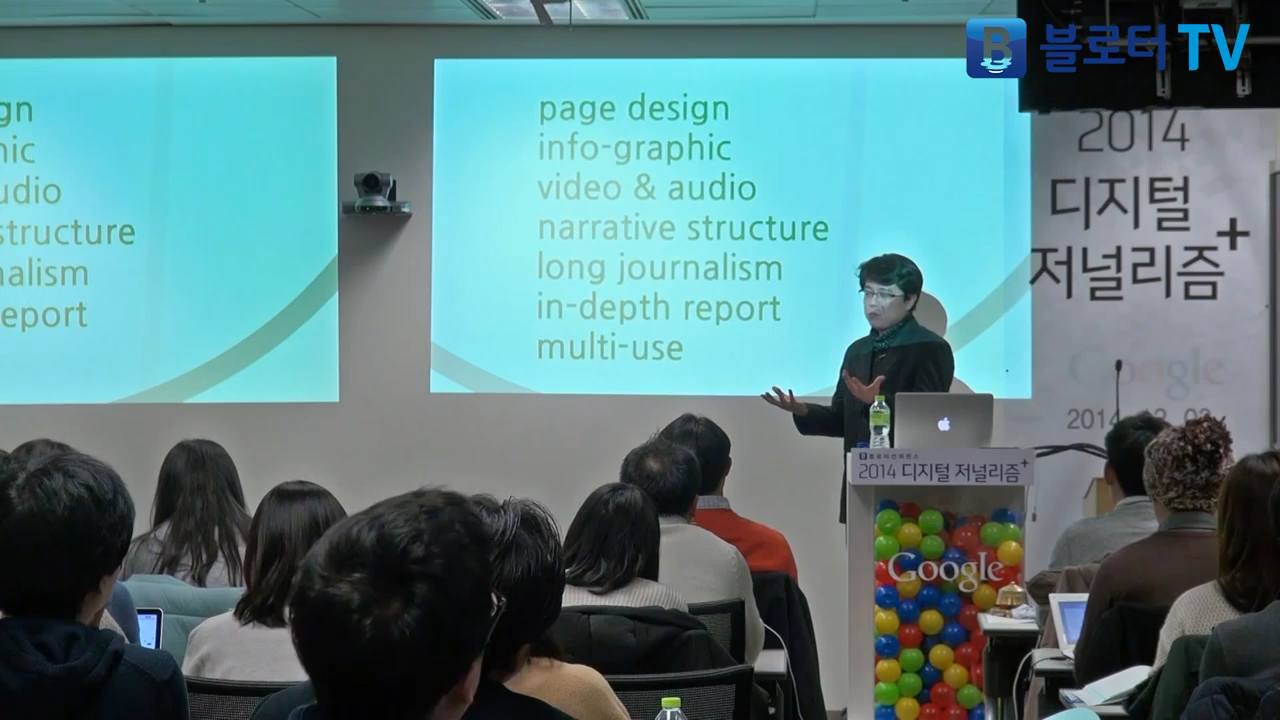 B 블로터TV
gn
hic
udio
structure
nalism
eport
page design
info-graphic
video & audio
narrative structure
long journalism
in-depth report
multi-use
2014
디지털
저널리즘+
Google
2014
2014 디지털 저널리즘+
Google